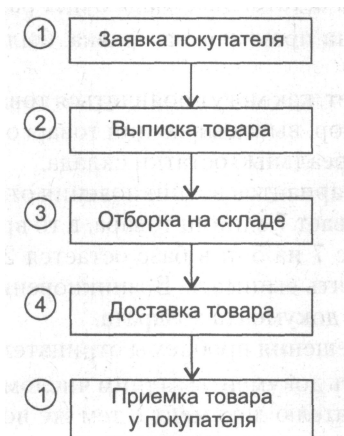 1 Заявка покупателя
2 Выписка товара
3 Отборка на складе
4 Доставка товара
1 Приемка товара
у покупателя